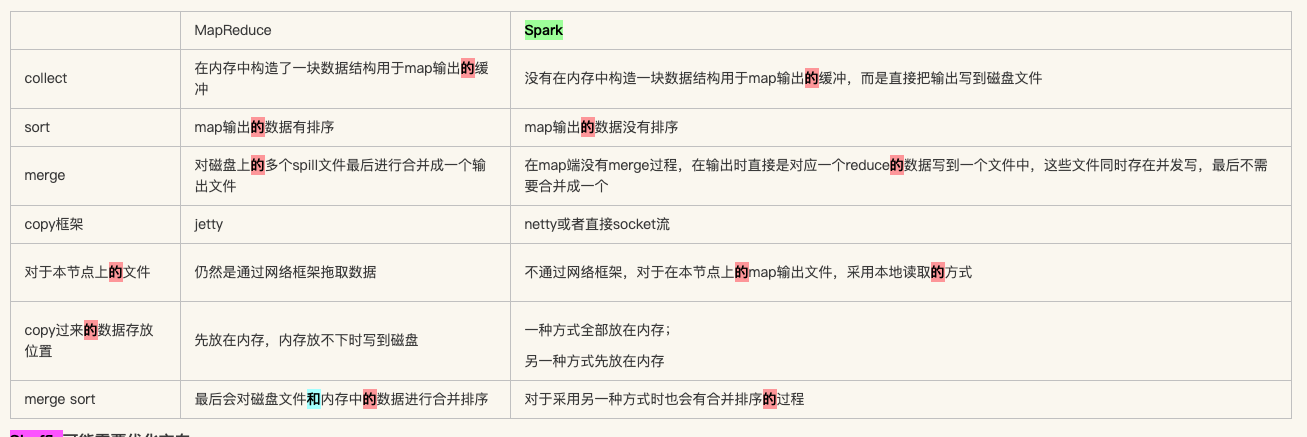 MapReduce
Spark
collect
在内存中构造了一块数据结构用于map输出的缓
冲
没有在内存中构造一块数据结构用于map输出的缓冲，而是直接把输出写到磁盘文件
sort
map输出的数据有排序
map输出的数据没有排序
merge
对磁盘上的多个spill文件最后进行合并成一个输
出文件
在map端没有merge过程，在输出时直接是对应一个reduce的数据写到一个文件中，这些文件同时存在并发写，最后不需
要合并成一个
copy框架
jetty
netty或者直接socket流
对于本节点上的文件
仍然是通过网络框架拖取数据
不通过网络框架，对于在本节点上的map输出文件，采用本地读取的方式
copy过来的数据存放
位置
先放在内存，内存放不下时写到磁盘
一种方式全部放在内存；
另一种方式先放在内存
merge sort
最后会对磁盘文件和内存中的数据进行合并排序
对于采用另一种方式时也会有合并排序的过程